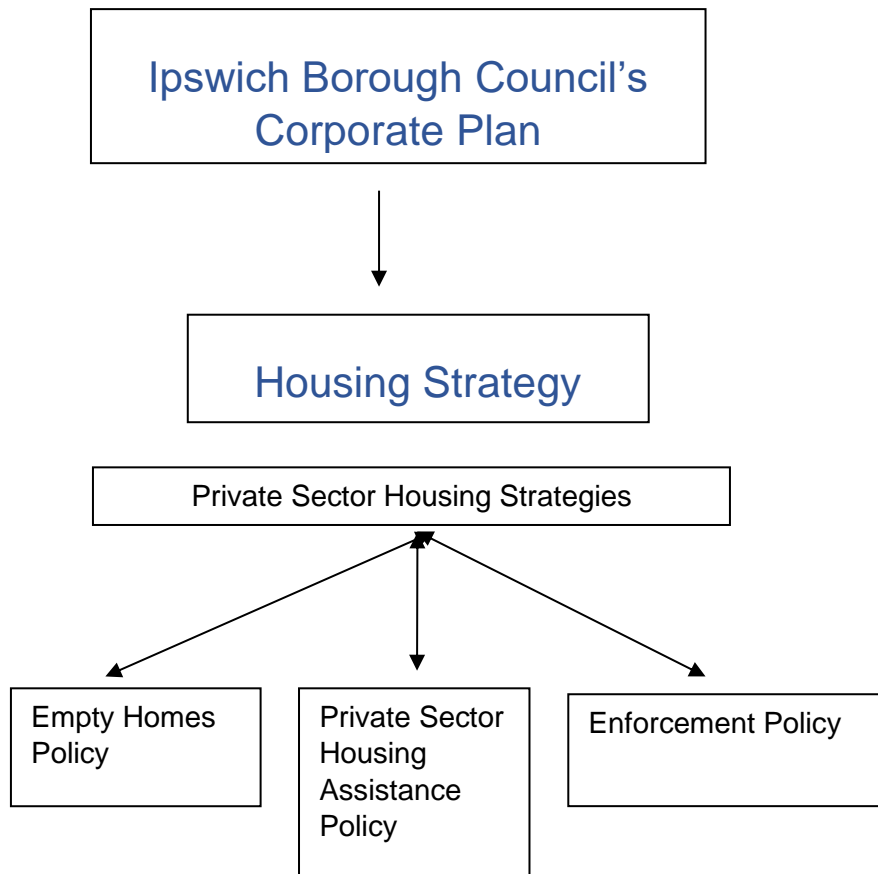 Ipswich Borough Council’s
Corporate Plan
Housing Strategy
Private Sector Housing Strategies
Empty Homes
Policy
Private Sector
Housing
Assistance
Policy
Enforcement Policy